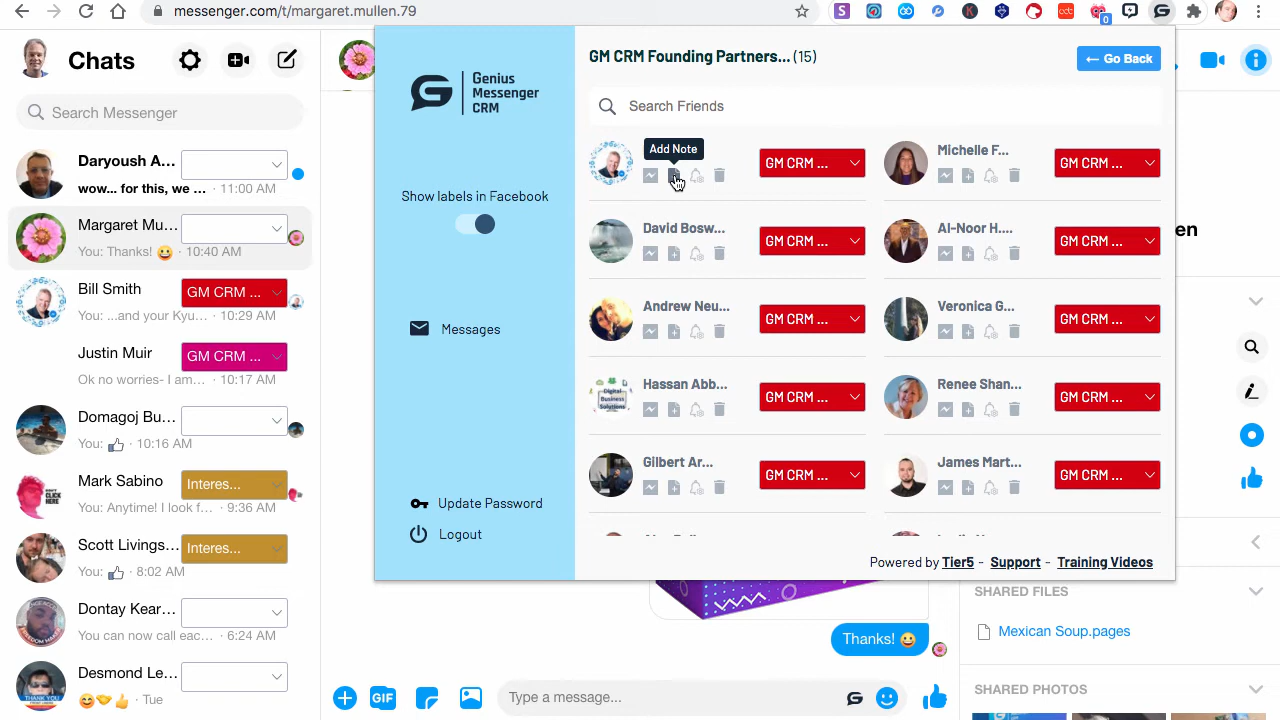 messenger.com/t/margaret.mullen.79
S
K
cdt
0
Chats
Search Messenger
Daryoush A...
wow... for this, we ... · 11:00 AM
Margaret Mu...
You: Thanks! 😀 · 10:40 AM
Bill Smith
GM CRM ...
You: ...and your Kyu... · 10:29 AM
Justin Muir
GM CRM ...
Ok no worries- I am... · 10:17 AM
Domagoj Bu...
You: 👍 · 10:16 AM
Mark Sabino
Interes...
You: Anytime! I look f... · 9:36 AM
Scott Livings...
Interes...
You: 👍 · 8:02 AM
Dontay Kear...
You can now call eac... · 6:24 AM
Desmond Le...
😊🤝👍 · Tue
Genius
Messenger
CRM
Show labels in Facebook
Messages
Update Password
Logout
GM CRM Founding Partners... (15)
← Go Back
Search Friends
Add Note
GM CRM ...
Michelle F...
GM CRM ...
David Bosw...
GM CRM ...
Al-Noor H....
GM CRM ...
Andrew Neu...
GM CRM ...
Veronica G...
GM CRM ...
Hassan Abb...
GM CRM ...
Digital
Business
Solutions
Renee Shan...
GM CRM ...
Gilbert Ar...
GM CRM ...
James Mart...
GM CRM ...
Powered by Tier5 - Support - Training Videos
en
Thanks! 😀
SHARED FILES
Mexican Soup.pages
SHARED PHOTOS
GIF
Type a message...